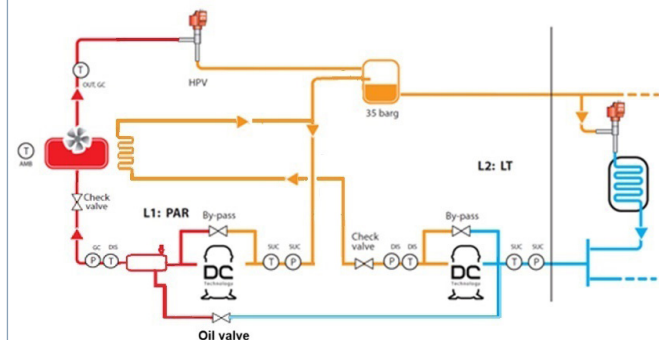 HPV
T
OUT, GC
35 barg
T
AMB
L2: LT
Check
valve
L1: PAR
By-pass
By-pass
Check
valve
GC DIS
SUC SUC
DIS DIS
SUC SUC
P T
DC
Technology
T P
P T
DC
Technology
T P
Oil valve